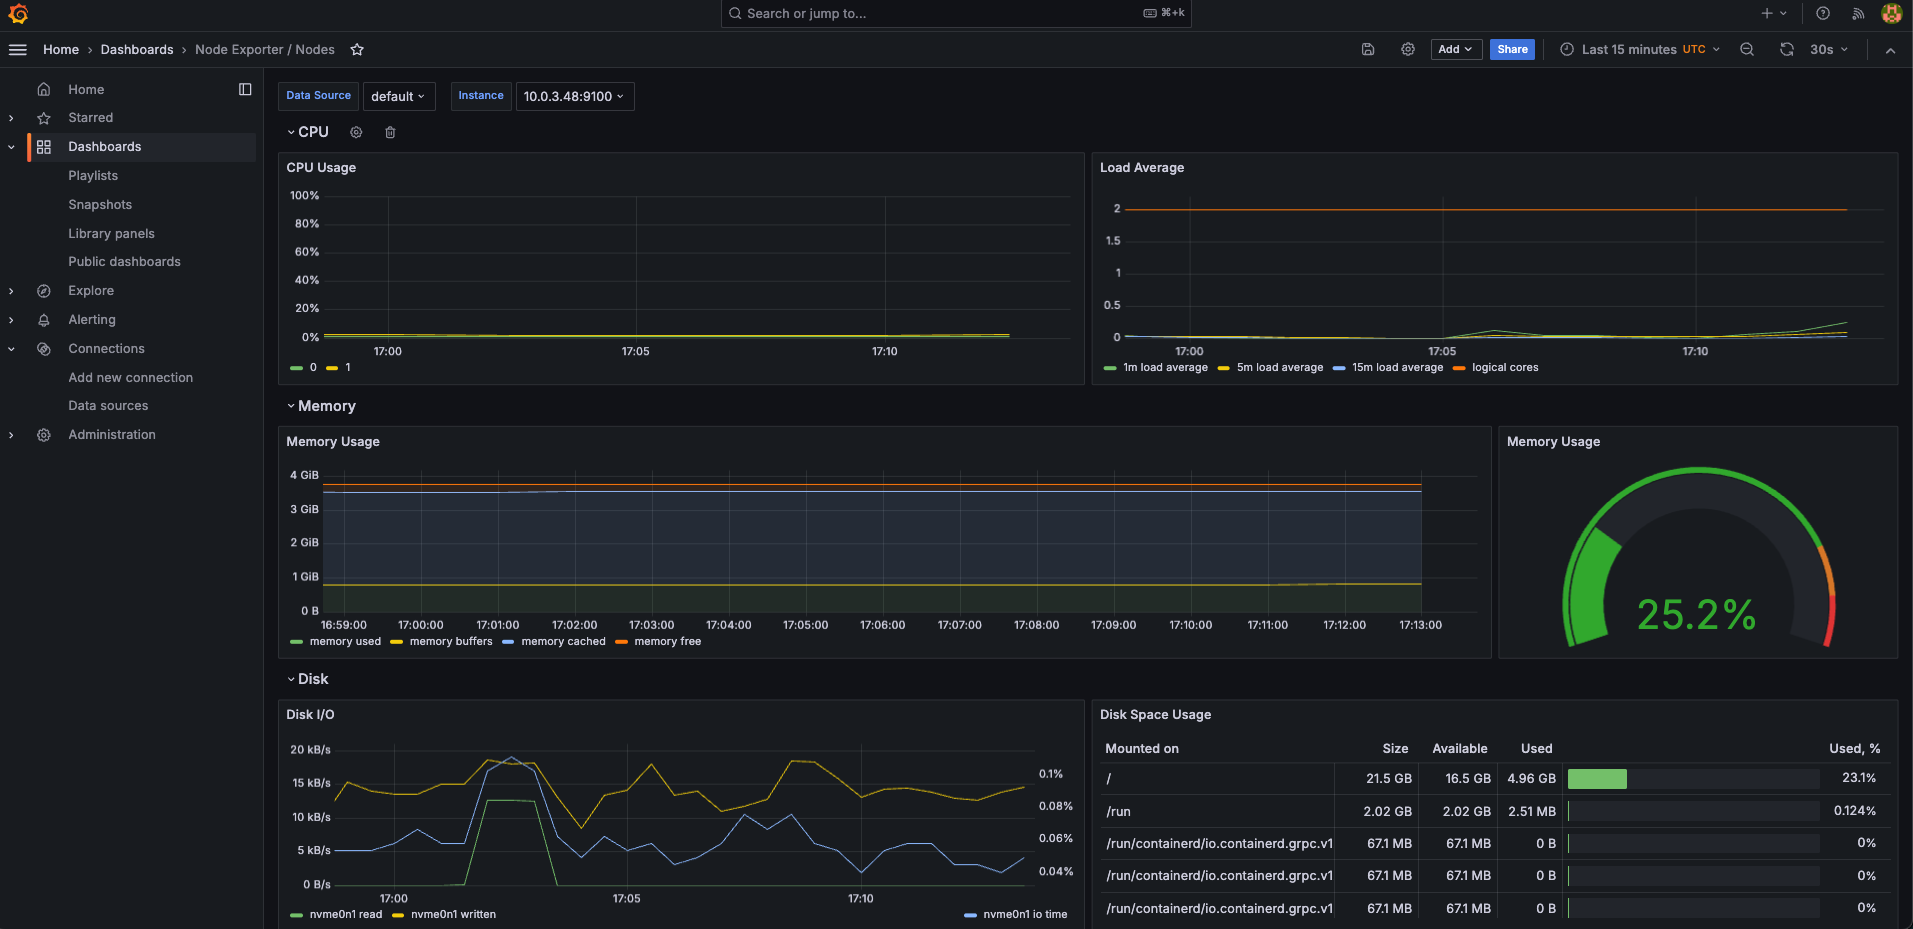 Search or jump to...
⌘+k
Home › Dashboards › Node Exporter / Nodes
Add
Share
Last 15 minutes UTC
30s
Home
Starred
Dashboards
Playlists
Snapshots
Library panels
Public dashboards
Explore
Alerting
Connections
Add new connection
Data sources
Administration
Data Source default Instance 10.0.3.48:9100
CPU
CPU Usage
100%
80%
60%
40%
20%
0%
17:00 17:05 17:10
0 1
Load Average
2
1.5
1
0.5
0
17:00 17:05 17:10
1m load average 5m load average 15m load average logical cores
Memory
Memory Usage
4 GiB
3 GiB
2 GiB
1 GiB
0 B
16:59:00 17:00:00 17:01:00 17:02:00 17:03:00 17:04:00 17:05:00 17:06:00 17:07:00 17:08:00 17:09:00 17:10:00 17:11:00 17:12:00 17:13:00
memory used memory buffers memory cached memory free
Memory Usage
25.2%
Disk
Disk I/O
20 kB/s
15 kB/s
10 kB/s
5 kB/s
0 B/s
0.1%
0.08%
0.06%
0.04%
17:00 17:05 17:10
nvme0n1 read nvme0n1 written nvme0n1 io time
Disk Space Usage
Mounted on Size Available Used Used, %
/ 21.5 GB 16.5 GB 4.96 GB 23.1%
/run 2.02 GB 2.02 GB 2.51 MB 0.124%
/run/containerd/io.containerd.grpc.v1 67.1 MB 67.1 MB 0 B 0%
/run/containerd/io.containerd.grpc.v1 67.1 MB 67.1 MB 0 B 0%
/run/containerd/io.containerd.grpc.v1 67.1 MB 67.1 MB 0 B 0%